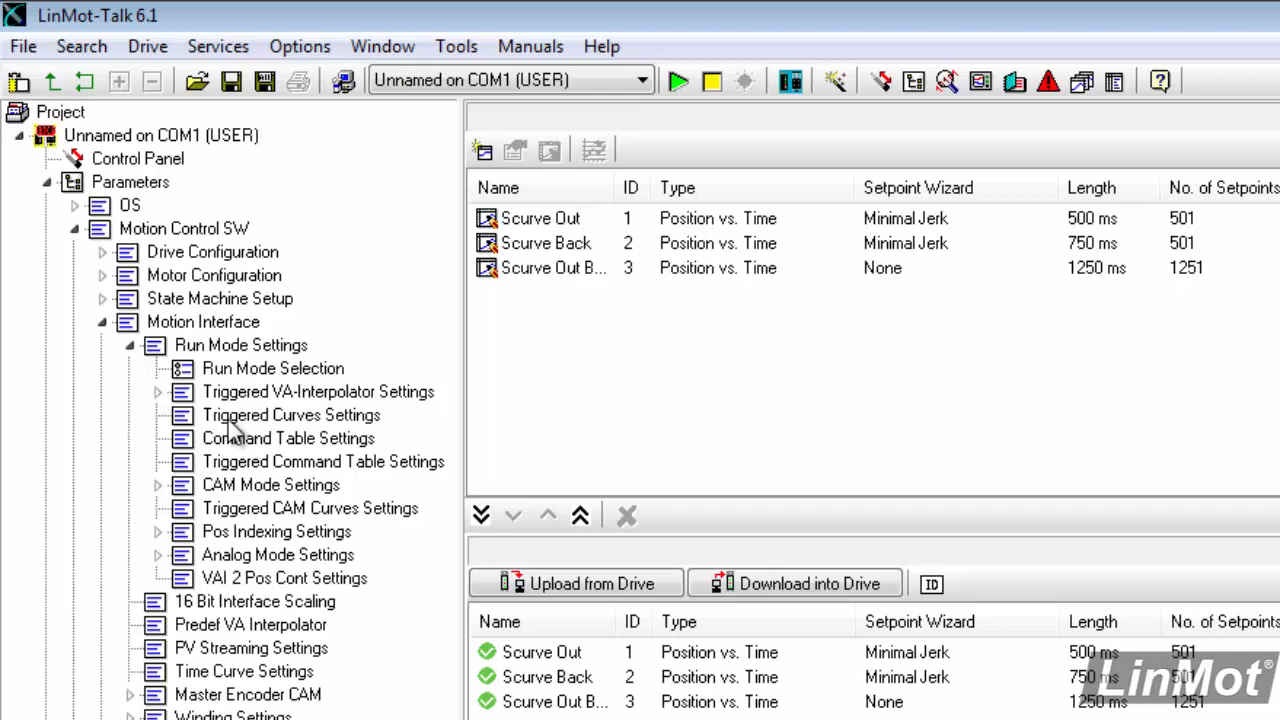 LinMot-Talk 6.1
File Search Drive Services Options Window Tools Manuals Help
Unnamed on COM1 (USER)
Project
Unnamed on COM1 (USER)
Control Panel
Parameters
OS
Motion Control SW
Drive Configuration
Motor Configuration
State Machine Setup
Motion Interface
Run Mode Settings
Run Mode Selection
Triggered VA-Interpolator Settings
Triggered Curves Settings
Command Table Settings
Triggered Command Table Settings
CAM Mode Settings
Triggered CAM Curves Settings
Pos Indexing Settings
Analog Mode Settings
VAI 2 Pos Cont Settings
16 Bit Interface Scaling
Predef VA Interpolator
PV Streaming Settings
Time Curve Settings
Master Encoder CAM
Winding Settings
Name ID Type Setpoint Wizard Length No. of Setpoints
Scurve Out 1 Position vs. Time Minimal Jerk 500 ms 501
Scurve Back 2 Position vs. Time Minimal Jerk 750 ms 501
Scurve Out B... 3 Position vs. Time None 1250 ms 1251
Upload from Drive Download into Drive ID
Name ID Type Setpoint Wizard Length No. of Setpoints
Scurve Out 1 Position vs. Time Minimal Jerk 500 ms 501
Scurve Back 2 Position vs. Time Minimal Jerk 750 ms 501
Scurve Out B... 3 Position vs. Time None 1250 ms 1251
LinMot